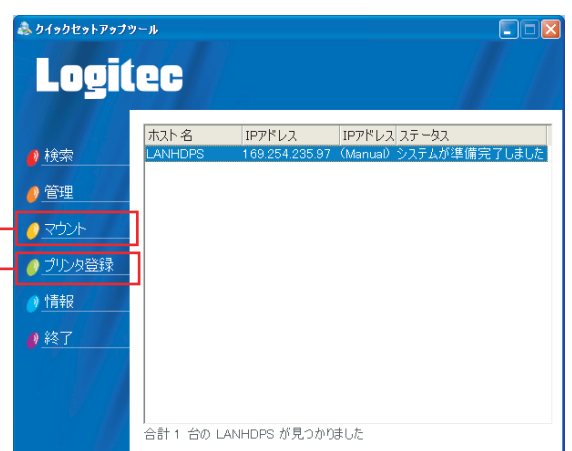 クイックセットアップツール
Logitec
検索
管理
マウント
プリンタ登録
情報
終了
ホスト名 IPアドレス IPアドレス ステータス
LANHDPS 169.254.235.97 (Manual) システムが準備完了しました
合計 1 台の LANHDPS が見つかりました